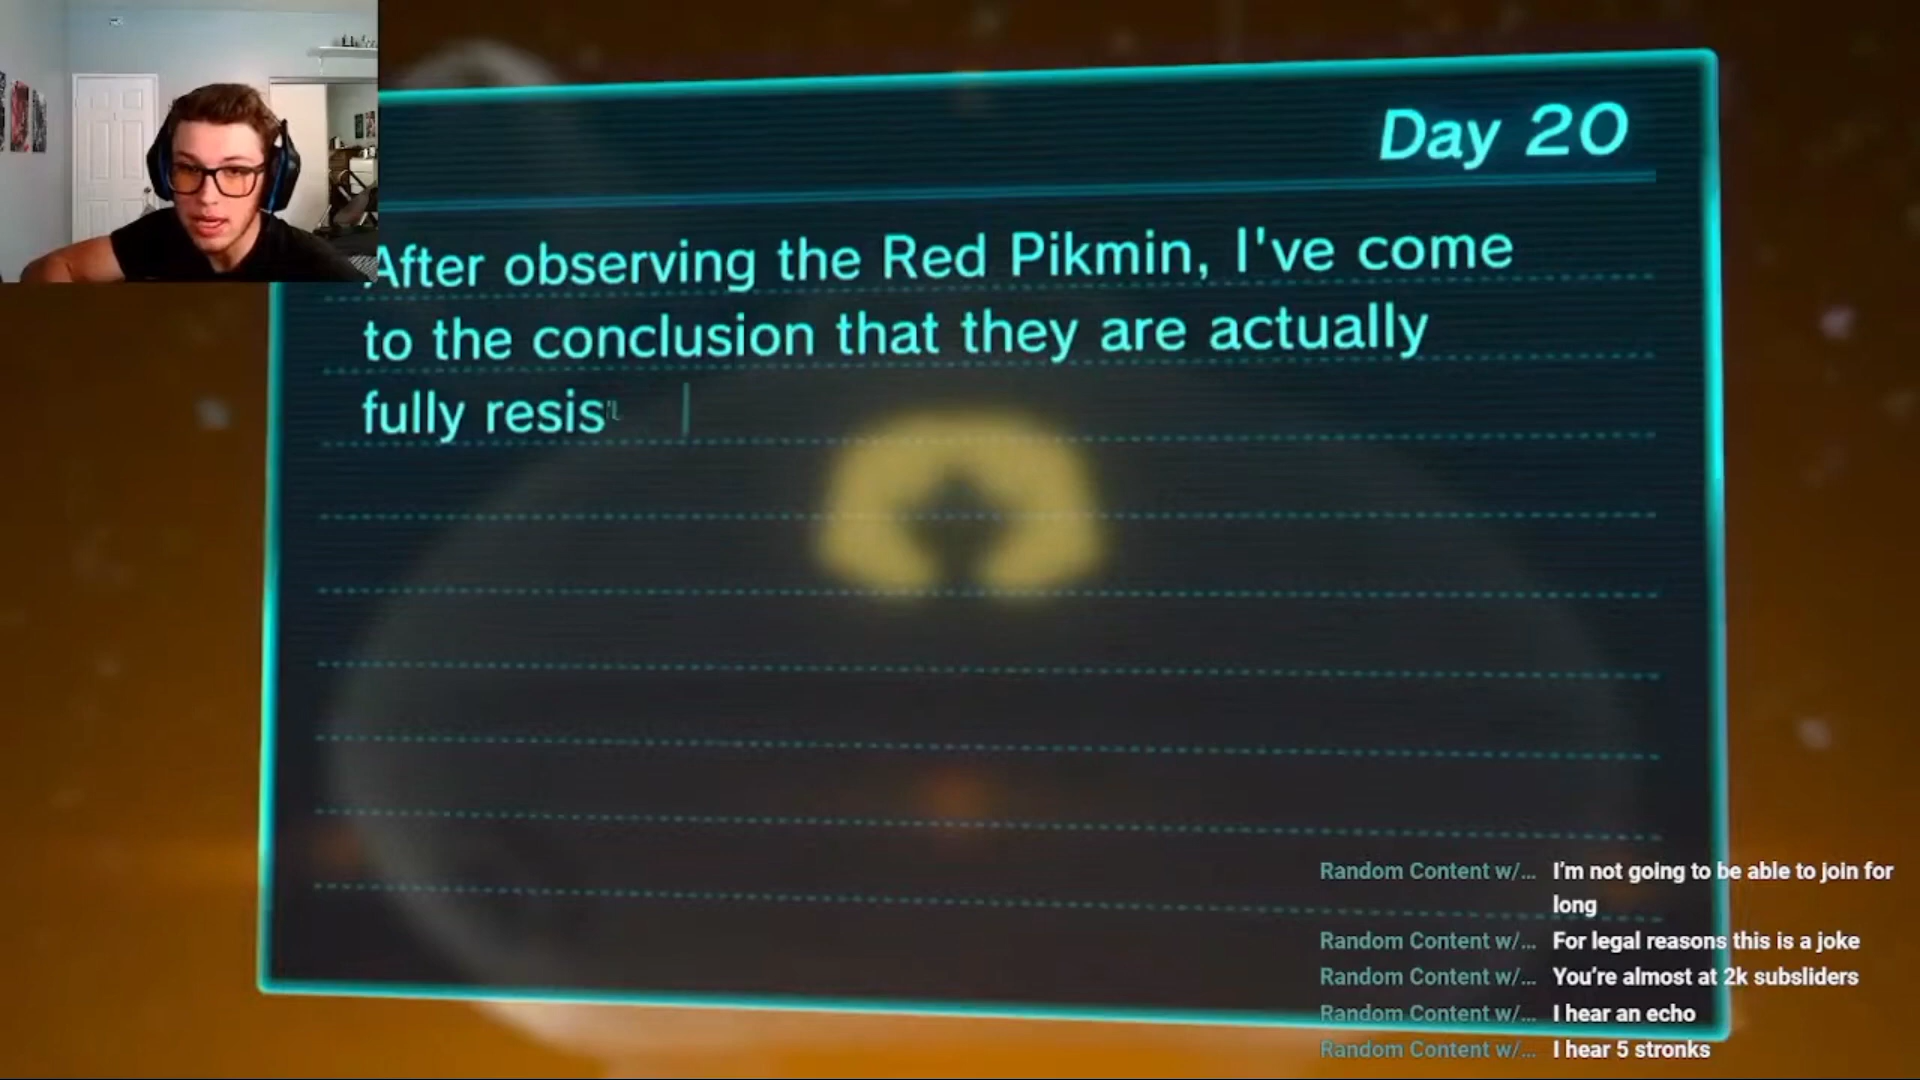 Day 20
After observing the Red Pikmin, I've come
to the conclusion that they are actually
fully resis
Random Content w/... I'm not going to be able to join for
long
Random Content w/... For legal reasons this is a joke
Random Content w/... You're almost at 2k subsliders
Random Content w/... I hear an echo
Random Content w/... I hear 5 stronks